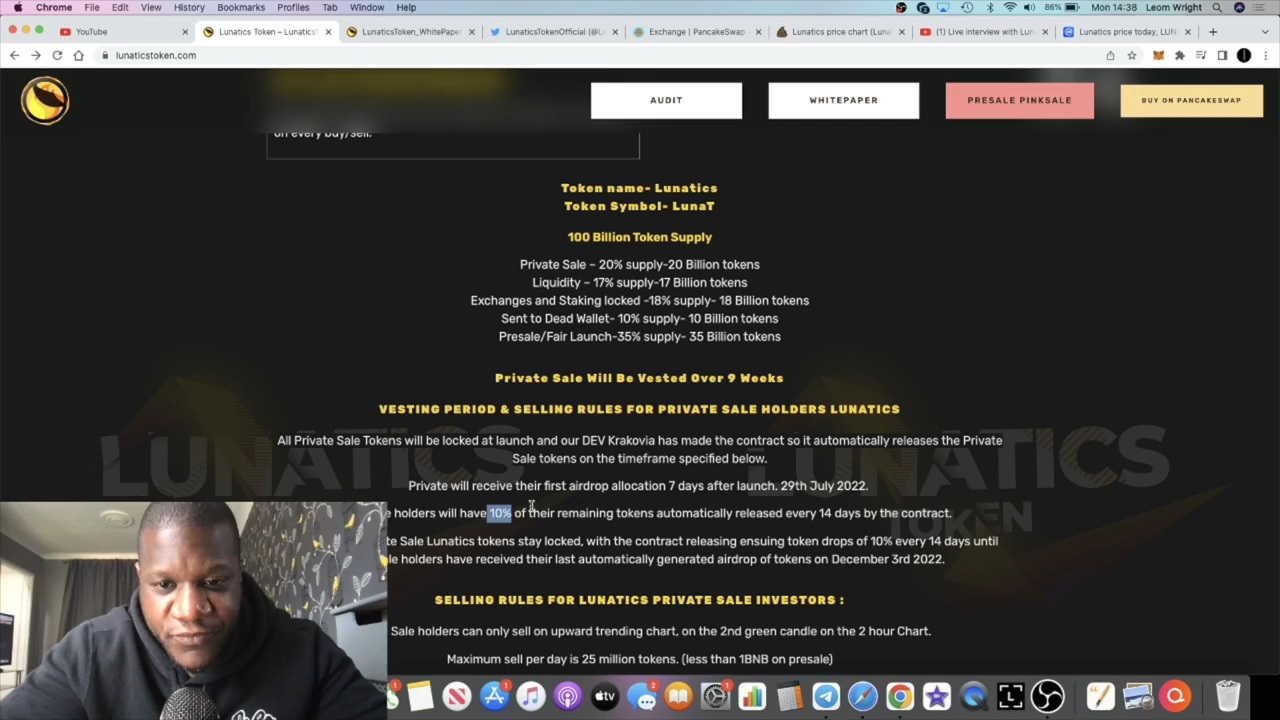 Chrome File Edit View History Bookmarks Profiles Tab Window Help 86% Mon 14:38 Leom Wright
YouTube Lunatics Token – Lunatics LunaticsToken_WhitePaper LunaticsTokenOfficial (@L Exchange | PancakeSwap Lunatics price chart (Luna (1) Live interview with Lun Lunatics price today, LUN
lunaticstoken.com
AUDIT WHITEPAPER PRESALE PINKSALE BUY ON PANCAKESWAP
on every buy/sell.
Token name- Lunatics
Token Symbol- LunaT
100 Billion Token Supply
Private Sale – 20% supply-20 Billion tokens
Liquidity – 17% supply-17 Billion tokens
Exchanges and Staking locked -18% supply- 18 Billion tokens
Sent to Dead Wallet- 10% supply- 10 Billion tokens
Presale/Fair Launch-35% supply- 35 Billion tokens
Private Sale Will Be Vested Over 9 Weeks
VESTING PERIOD & SELLING RULES FOR PRIVATE SALE HOLDERS LUNATICS
All Private Sale Tokens will be locked at launch and our DEV Krakovia has made the contract so it automatically releases the Private
Sale tokens on the timeframe specified below.
LUNATICS LUNATICS
Private will receive their first airdrop allocation 7 days after launch. 29th July 2022.
holders will have 10% of their remaining tokens automatically released every 14 days by the contract.
TOKEN
Sale Lunatics tokens stay locked, with the contract releasing ensuing token drops of 10% every 14 days until
holders have received their last automatically generated airdrop of tokens on December 3rd 2022.
SELLING RULES FOR LUNATICS PRIVATE SALE INVESTORS :
Sale holders can only sell on upward trending chart, on the 2nd green candle on the 2 hour Chart.
Maximum sell per day is 25 million tokens. (less than 1BNB on presale)
tv